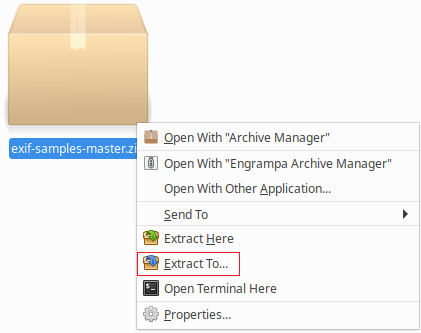 exif-samples-master.zi
Open With "Archive Manager"
Open With "Engrampa Archive Manager"
Open With Other Application...
Send To
Extract Here
Extract To...
Open Terminal Here
Properties...